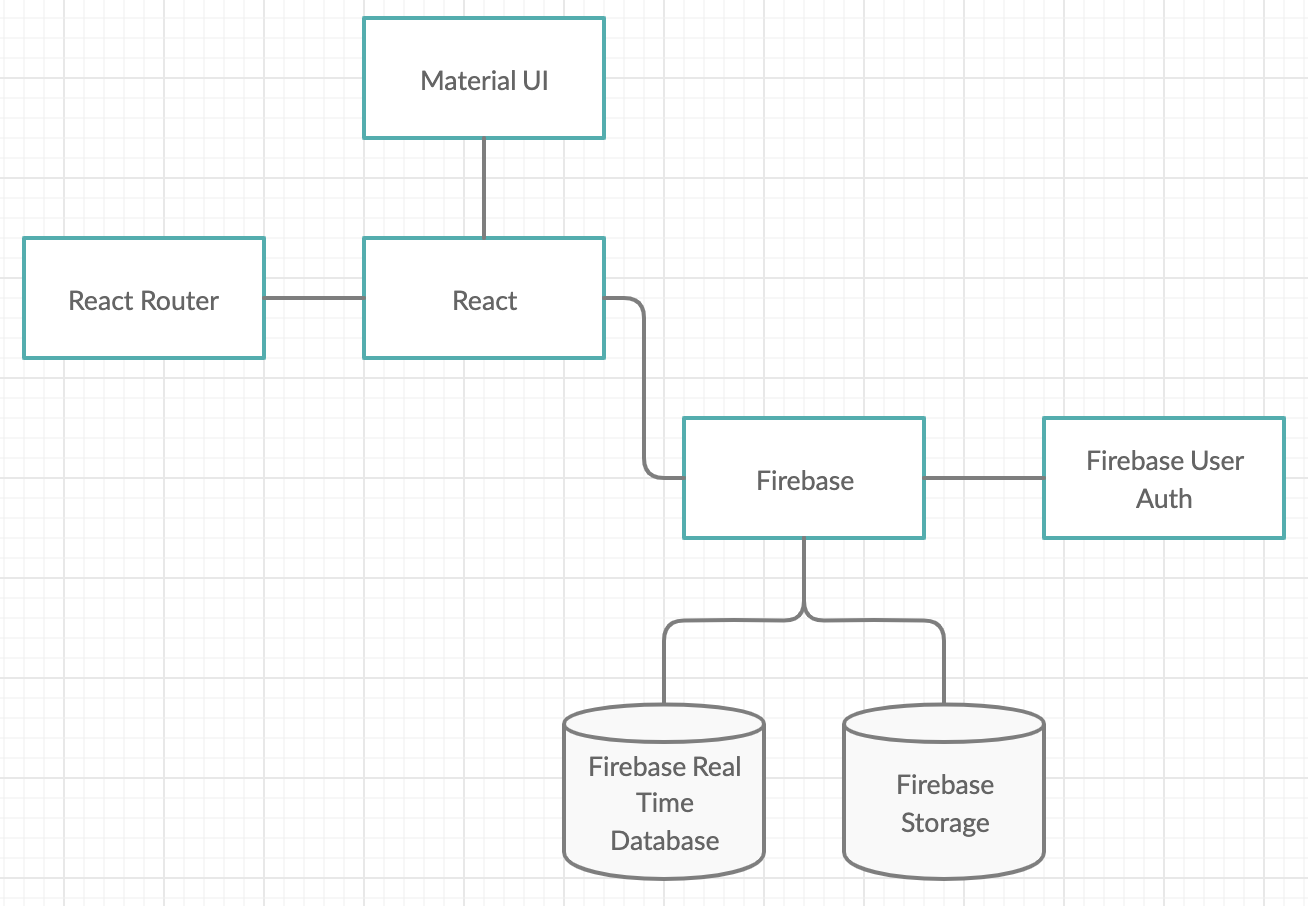 Material UI
React Router
React
Firebase
Firebase User
Auth
Firebase Real
Time
Database
Firebase
Storage